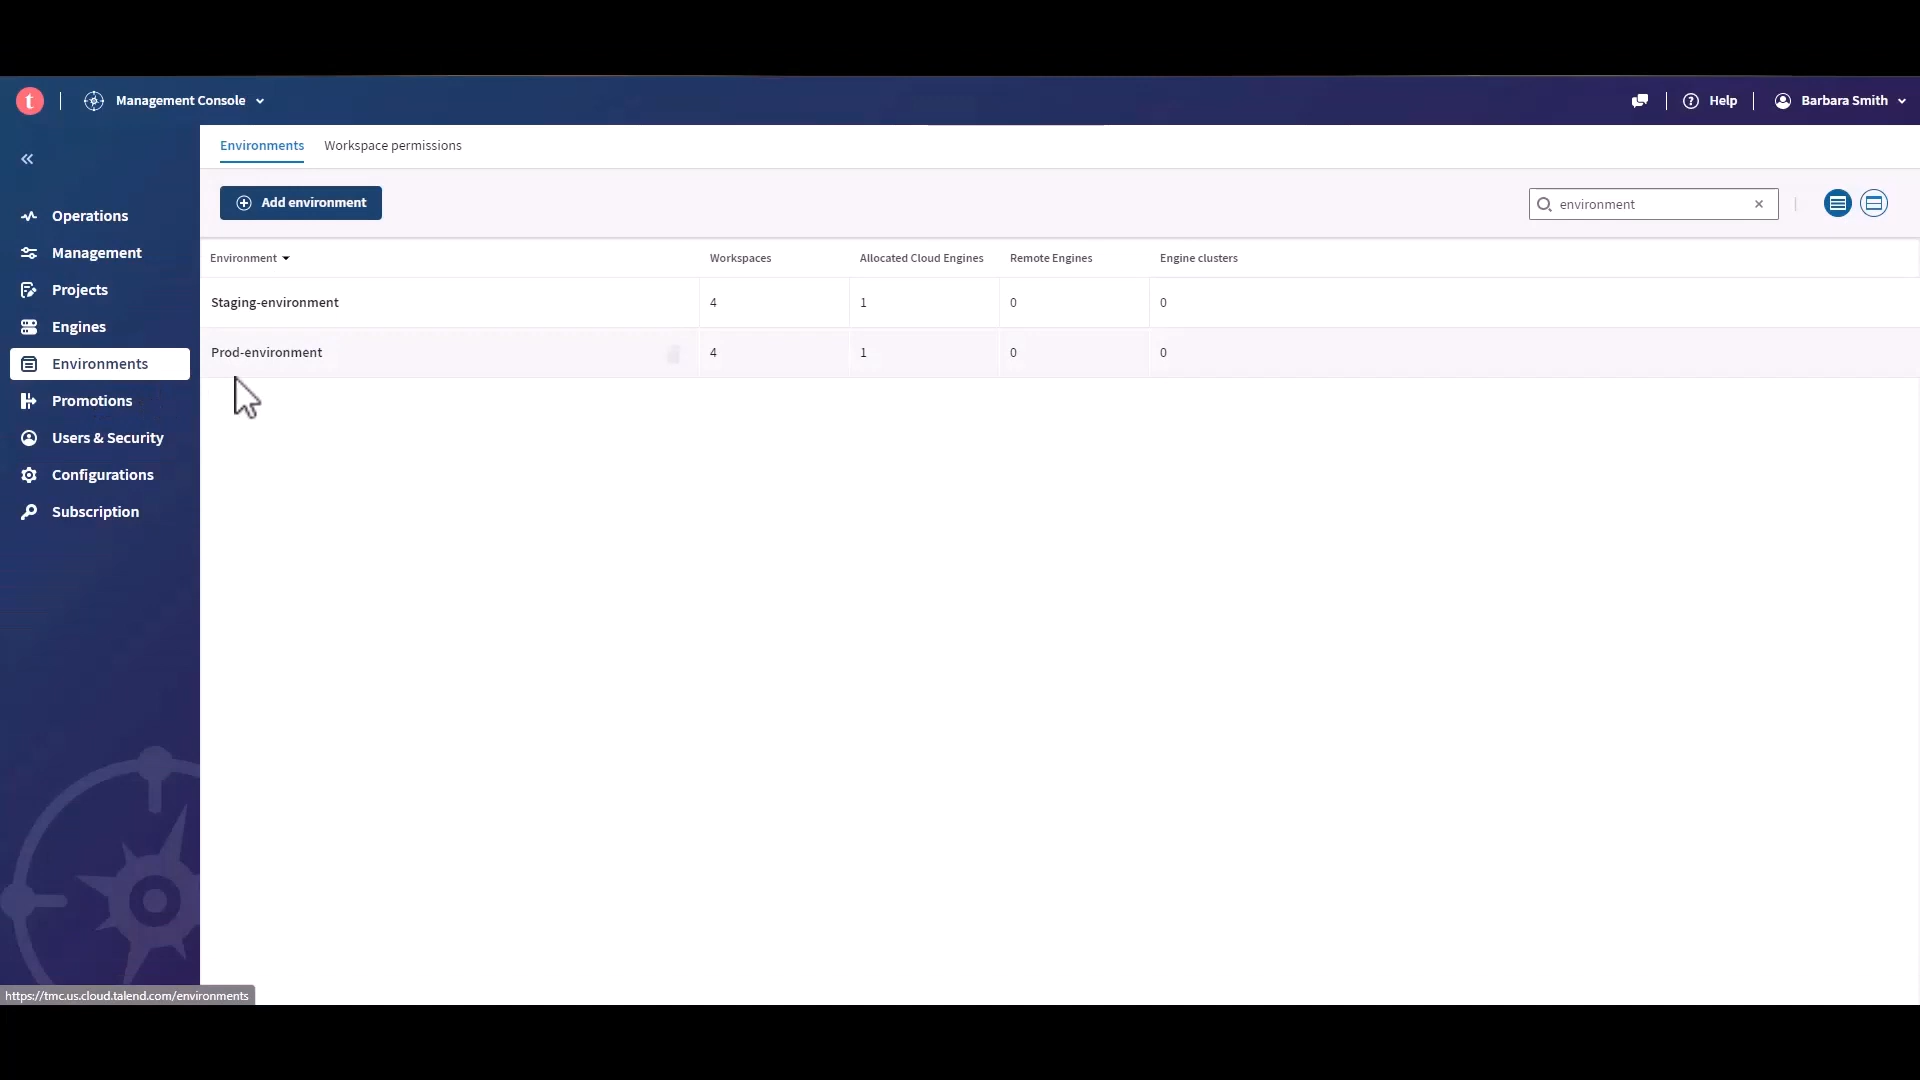 t
Management Console
Help
Barbara Smith
Environments
Workspace permissions
Operations
Management
Projects
Engines
Environments
Promotions
Users & Security
Configurations
Subscription
Add environment
environment
Environment
Workspaces
Allocated Cloud Engines
Remote Engines
Engine clusters
Staging-environment
4
1
0
0
Prod-environment
4
1
0
0
https://tmc.us.cloud.talend.com/environments